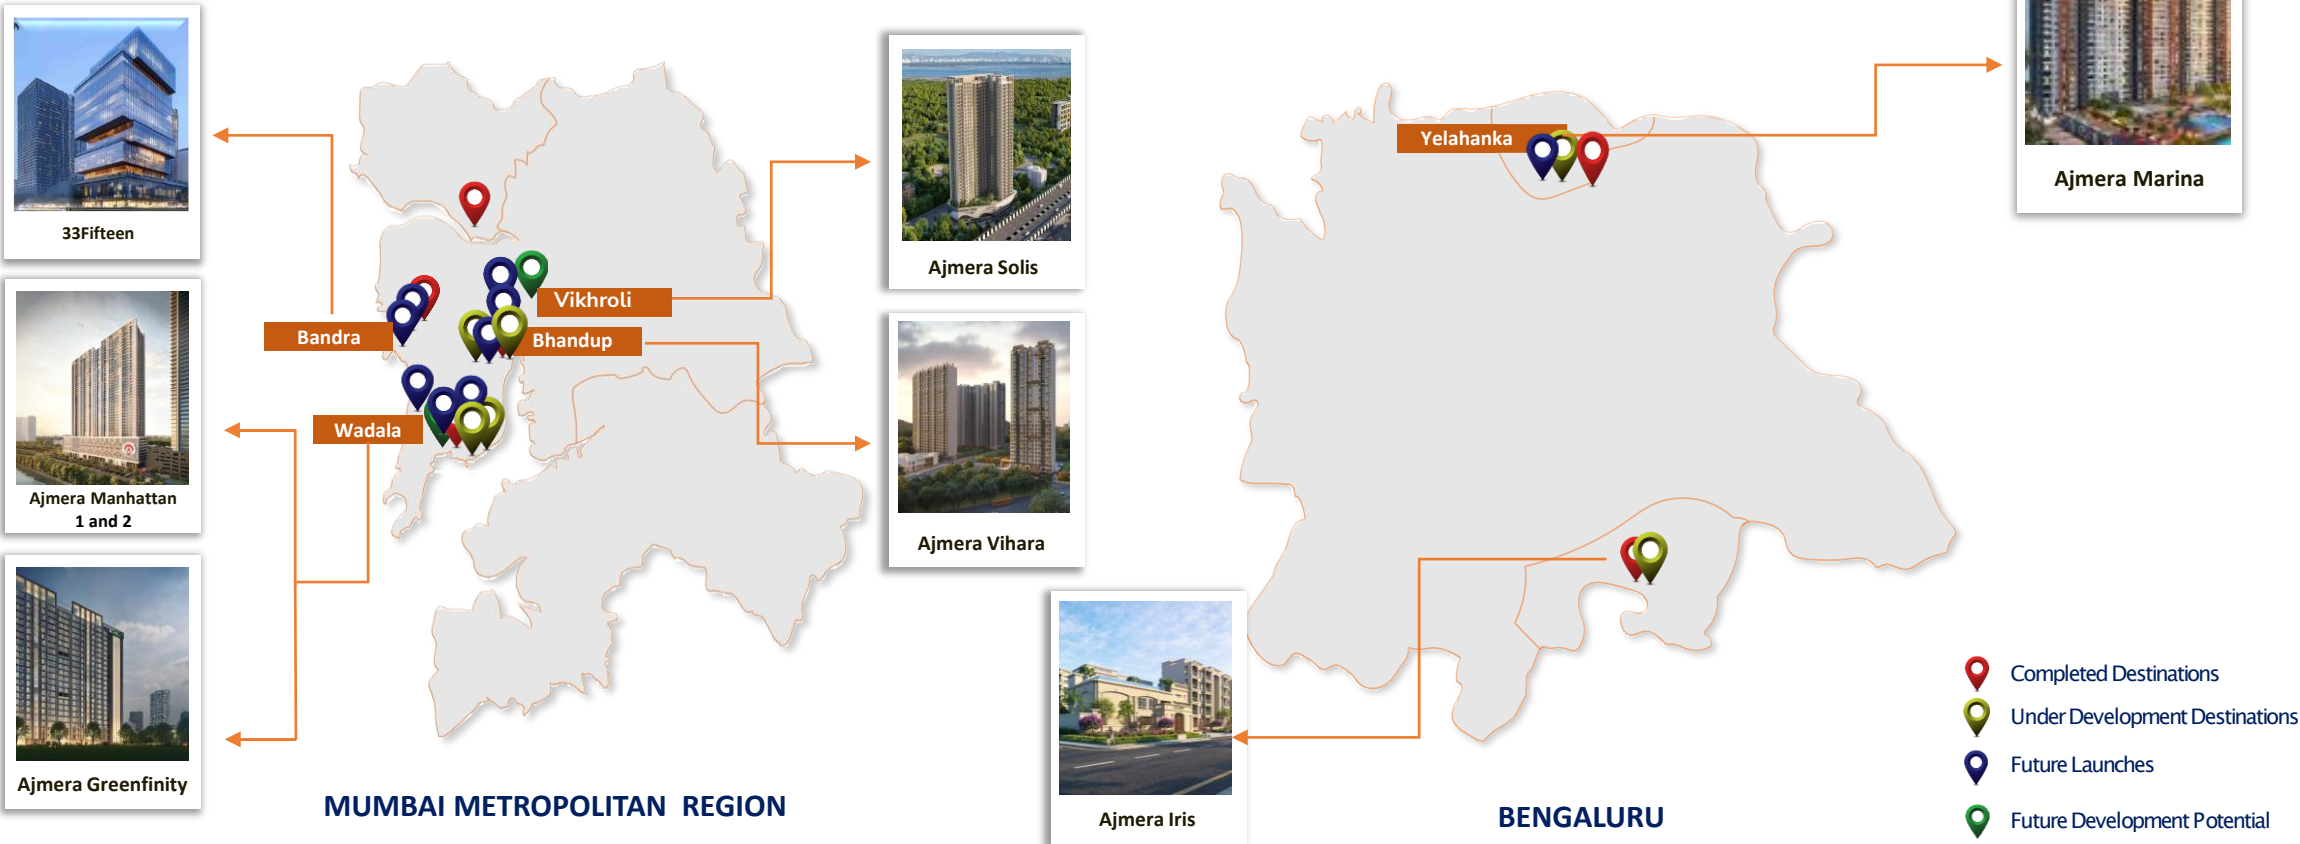 33Fifteen
Ajmera Manhattan
1 and 2
Ajmera Greenfinity
Bandra
Wadala
Vikhroli
Bhandup
MUMBAI METROPOLITAN REGION
Ajmera Solis
Ajmera Vihara
Ajmera Iris
Yelahanka
Ajmera Marina
BENGALURU
Completed Destinations
Under Development Destinations
Future Launches
Future Development Potential